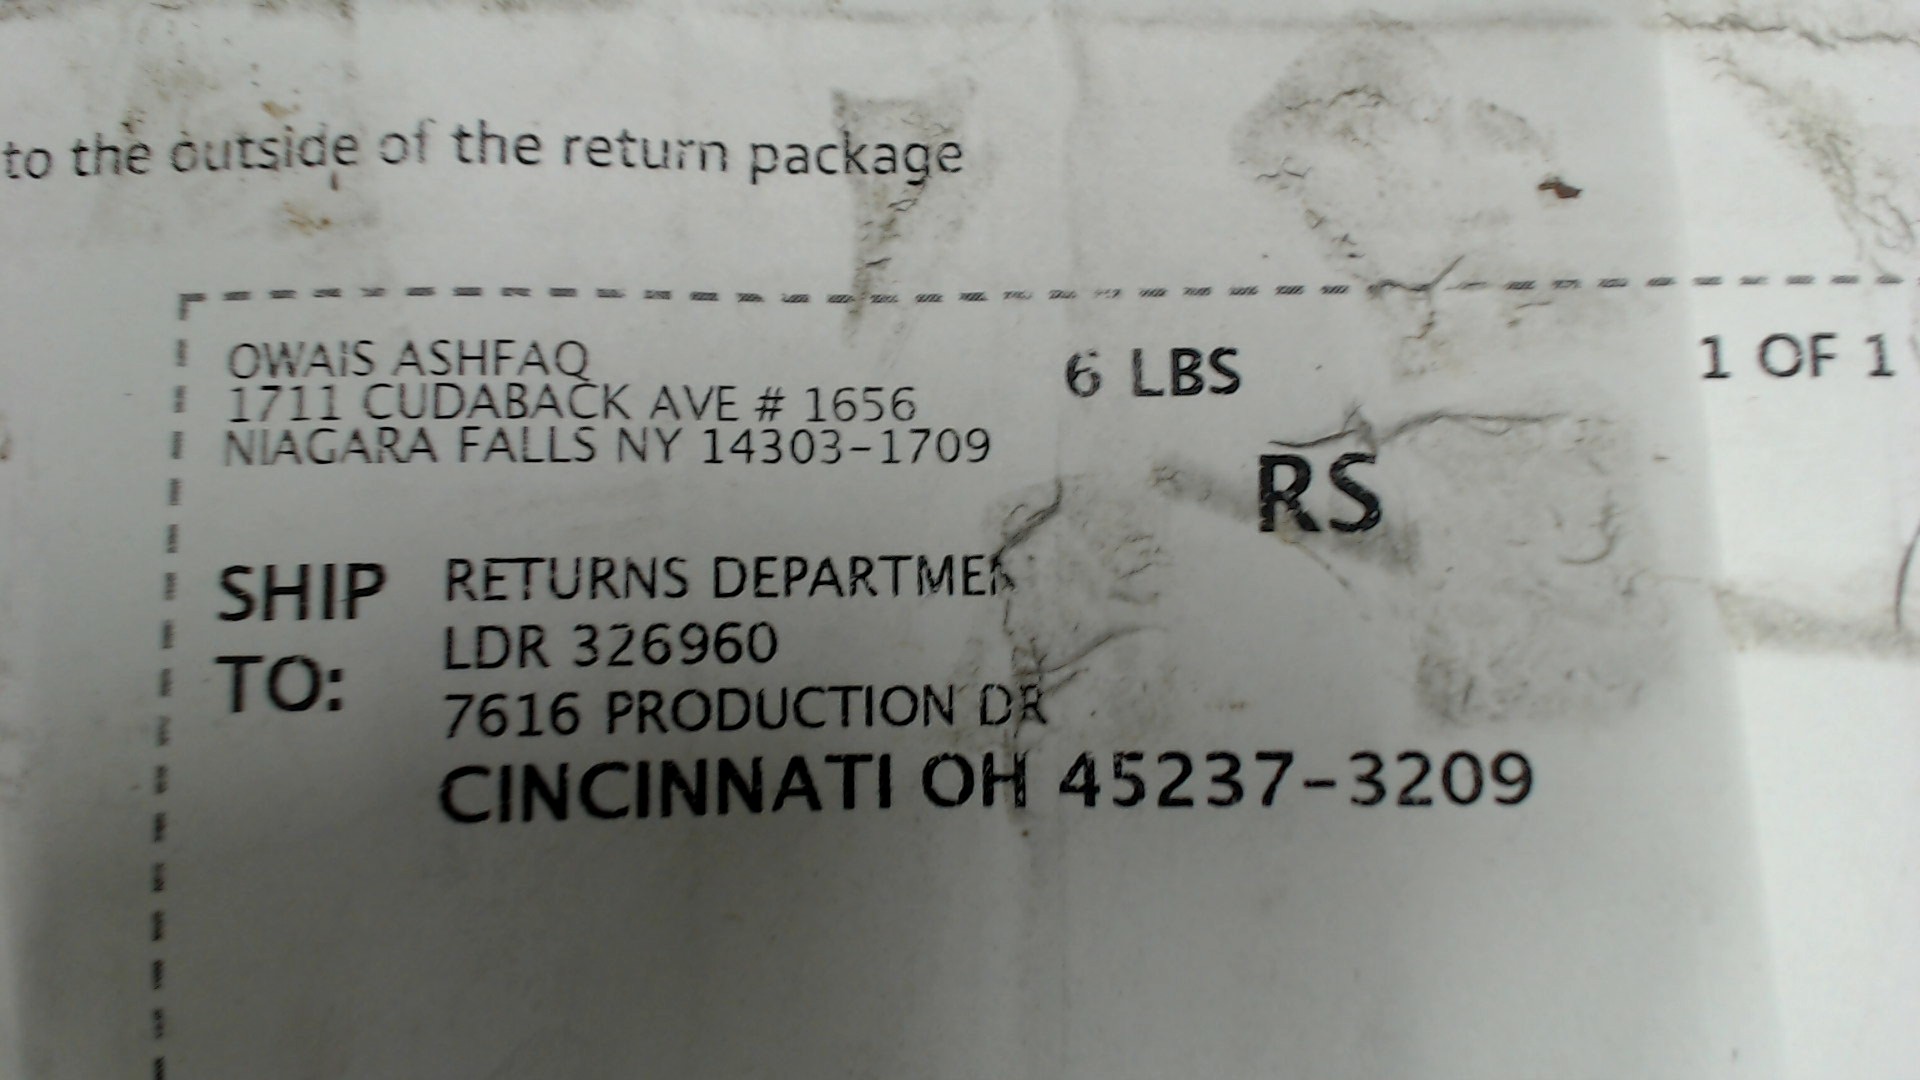 to the outside of the return package
OWAIS ASHFAQ
1711 CUDABACK AVE # 1656
NIAGARA FALLS NY 14303-1709
6 LBS
1 OF 1
RS
SHIP TO:
RETURNS DEPARTMEN
LDR 326960
7616 PRODUCTION DR
CINCINNATI OH 45237-3209